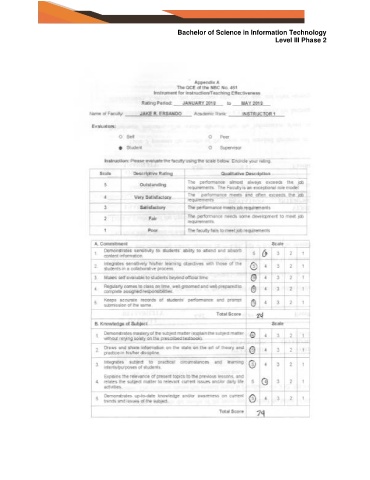 Bachelor of Science in Information Technology
Level III Phase 2
Appendix A
The QCE of the NBC No. 461
Instrument for Instruction/Teaching Effectiveness
Rating Period: JANUARY 2018 to MAY 2018
Name of Faculty: JAKE R. ERSANDO Academic Rank: INSTRUCTOR 1
Evaluators:
Self Peer
Student Supervisor
Instruction: Please evaluate the faculty using the scale below. Encircle your rating.
Scale Descriptive Rating Qualitative Description
5 Outstanding The performance almost always exceeds the job requirements. The Faculty is an exceptional role model
4 Very Satisfactory The performance meets and often exceeds the job requirements
3 Satisfactory The performance meets job requirements
2 Fair The performance needs some development to meet job requirements.
1 Poor The faculty fails to meet job requirements
A. Commitment Scale
1. Demonstrates sensitivity to students' ability to attend and absorb content information. 5 4 3 2 1
2. Integrates sensitively his/her learning objectives with those of the students in a collaborative process. 5 4 3 2 1
3. Makes self available to students beyond official time 5 4 3 2 1
4. Regularly comes to class on time, well groomed and well prepared to complete assigned responsibilities. 5 4 3 2 1
5. Keeps accurate records of students' performance and prompt submission of the same 5 4 3 2 1
Total Score 24
B. Knowledge of Subject Scale
1. Demonstrates mastery of the subject matter (explain the subject matter without relying solely on the prescribed textbook). 5 4 3 2 1
2. Draws and share information on the state on the art of theory and practice in his/her discipline. 5 4 3 2 1
3. Integrates subject to practical circumstances and learning intents/purposes of students. 5 4 3 2 1
4. Explains the relevance of present topics to the previous lessons, and relates the subject matter to relevant current issues and/or daily life activities. 5 4 3 2 1
5. Demonstrates up-to-date knowledge and/or awareness on current trends and issues of the subject. 5 4 3 2 1
Total Score 24